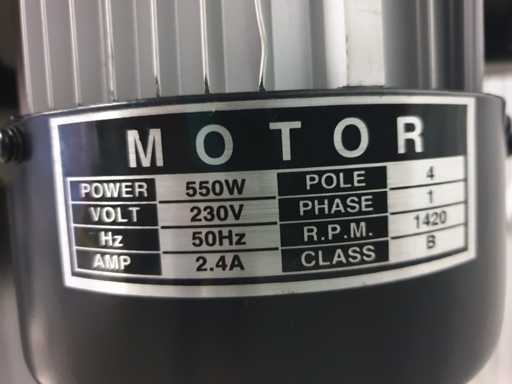 MOTOR
POWER 550W POLE 4
VOLT 230V PHASE 1
Hz 50Hz R.P.M. 1420
AMP 2.4A CLASS B